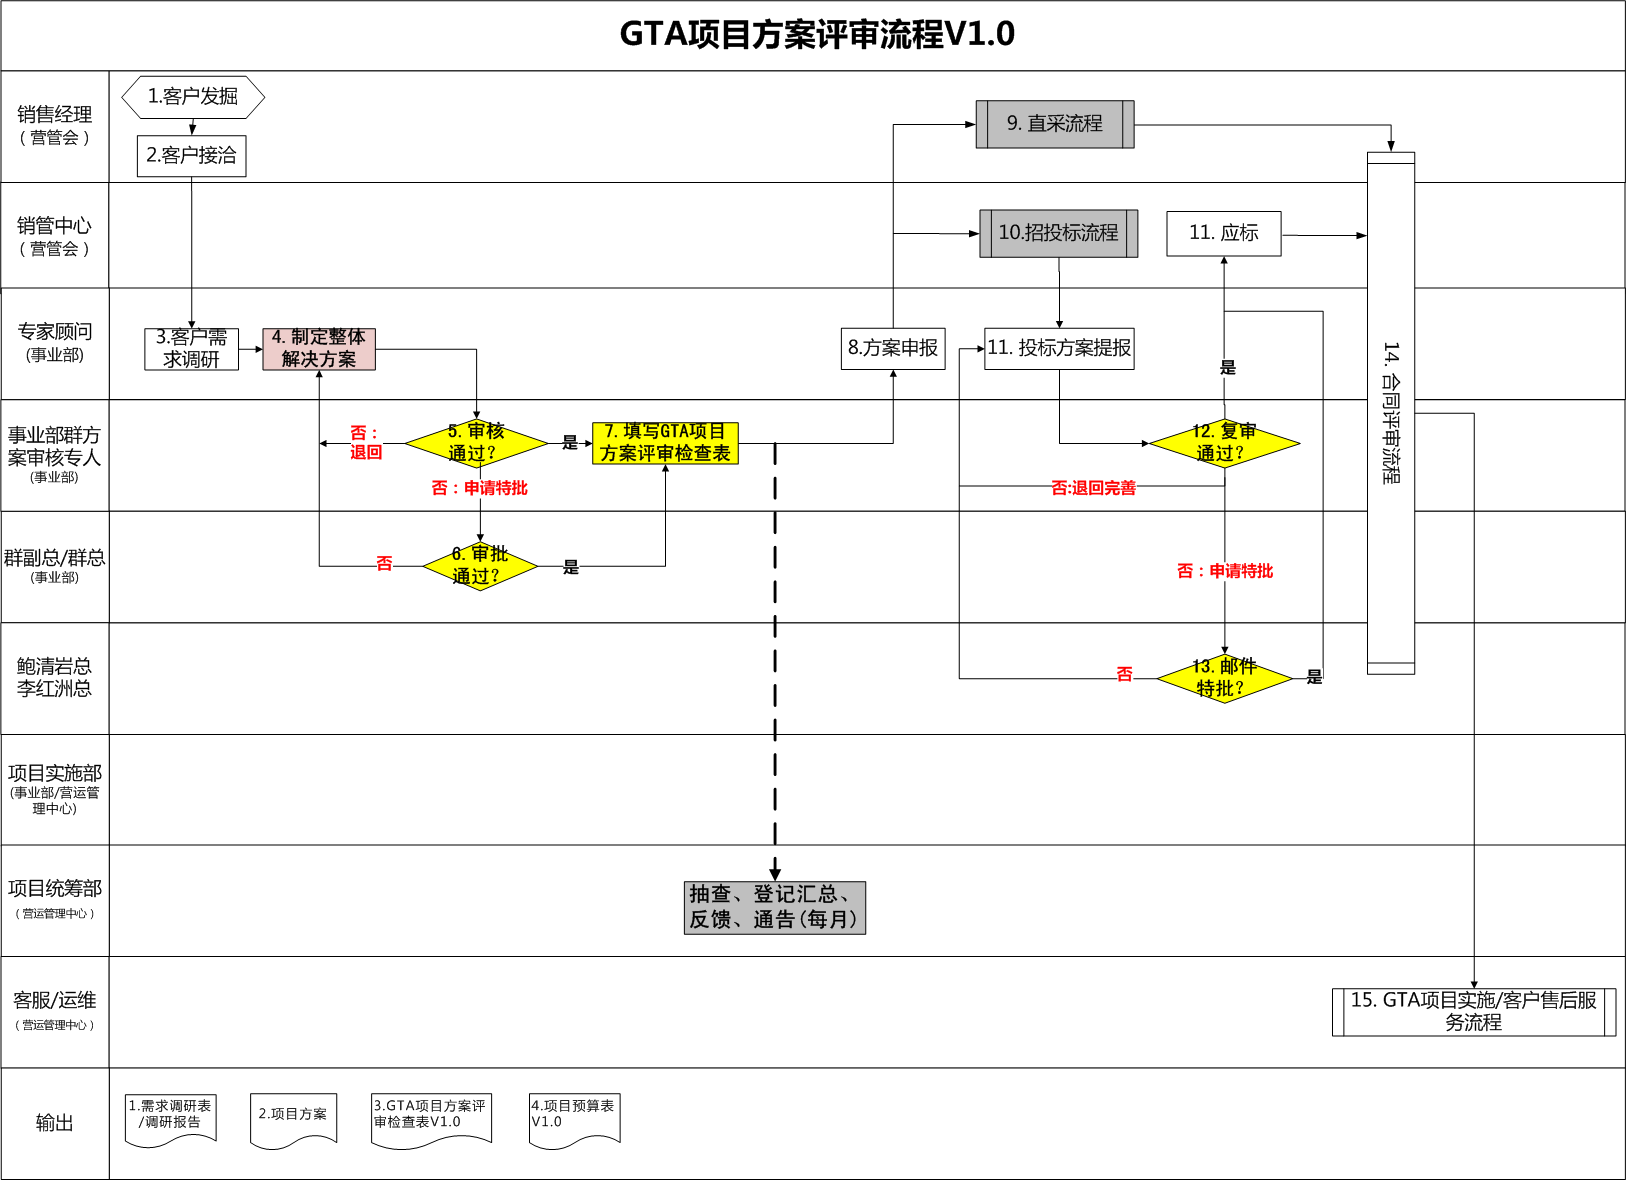 GTA项目方案评审流程V1.0
销售经理
（营管会）
1.客户发掘
2.客户接洽
9. 直采流程
销管中心
（营管会）
10.招投标流程
11. 应标
专家顾问
(事业部)
3.客户需
求调研
4. 制定整体
解决方案
8.方案申报
11. 投标方案提报
是
14. 合同评审流程
事业部群方
案审核专人
(事业部)
否：
退回
5. 审核
通过?
是
7. 填写GTA项目
方案评审检查表
12. 复审
通过?
否：申请特批
否:退回完善
群副总/群总
(事业部)
否
6. 审批
通过?
是
否：申请特批
鲍清岩总
李红洲总
否
13. 邮件
特批?
是
项目实施部
(事业部/营运管
理中心)
项目统筹部
（营运管理中心）
抽查、登记汇总、
反馈、通告(每月)
客服/运维
（营运管理中心）
15. GTA项目实施/客户售后服
务流程
输出
1.需求调研表
/调研报告
2.项目方案
3.GTA项目方案评
审检查表V1.0
4.项目预算表
V1.0